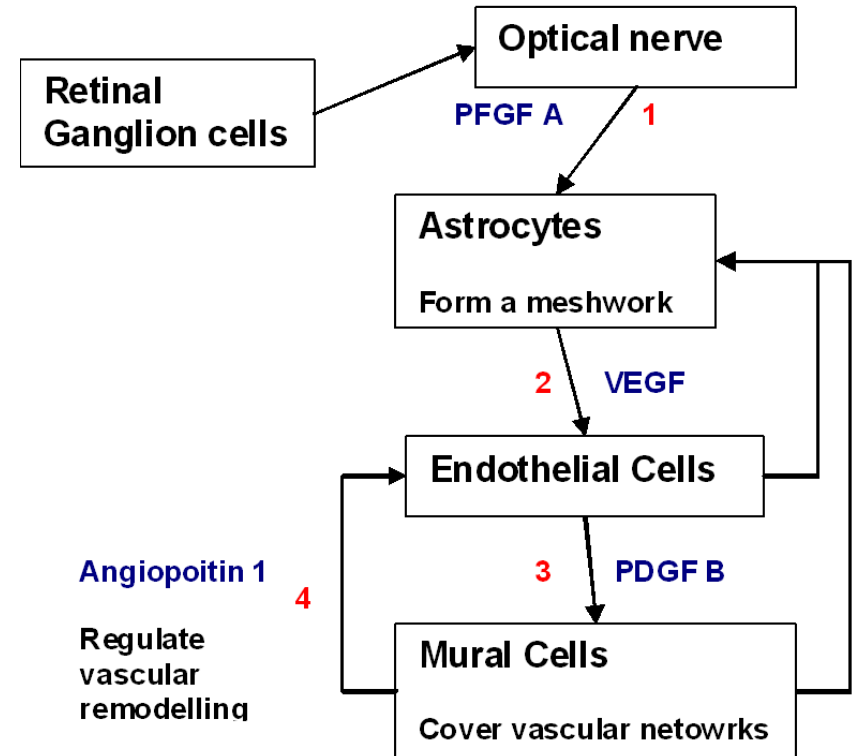 Optical nerve
Retinal
Ganglion cells
PFGF A 1
Astrocytes
Form a meshwork
2 VEGF
Endothelial Cells
Angiopoitin 1
4
3 PDGF B
Regulate
vascular
remodelling
Mural Cells
Cover vascular netowrks